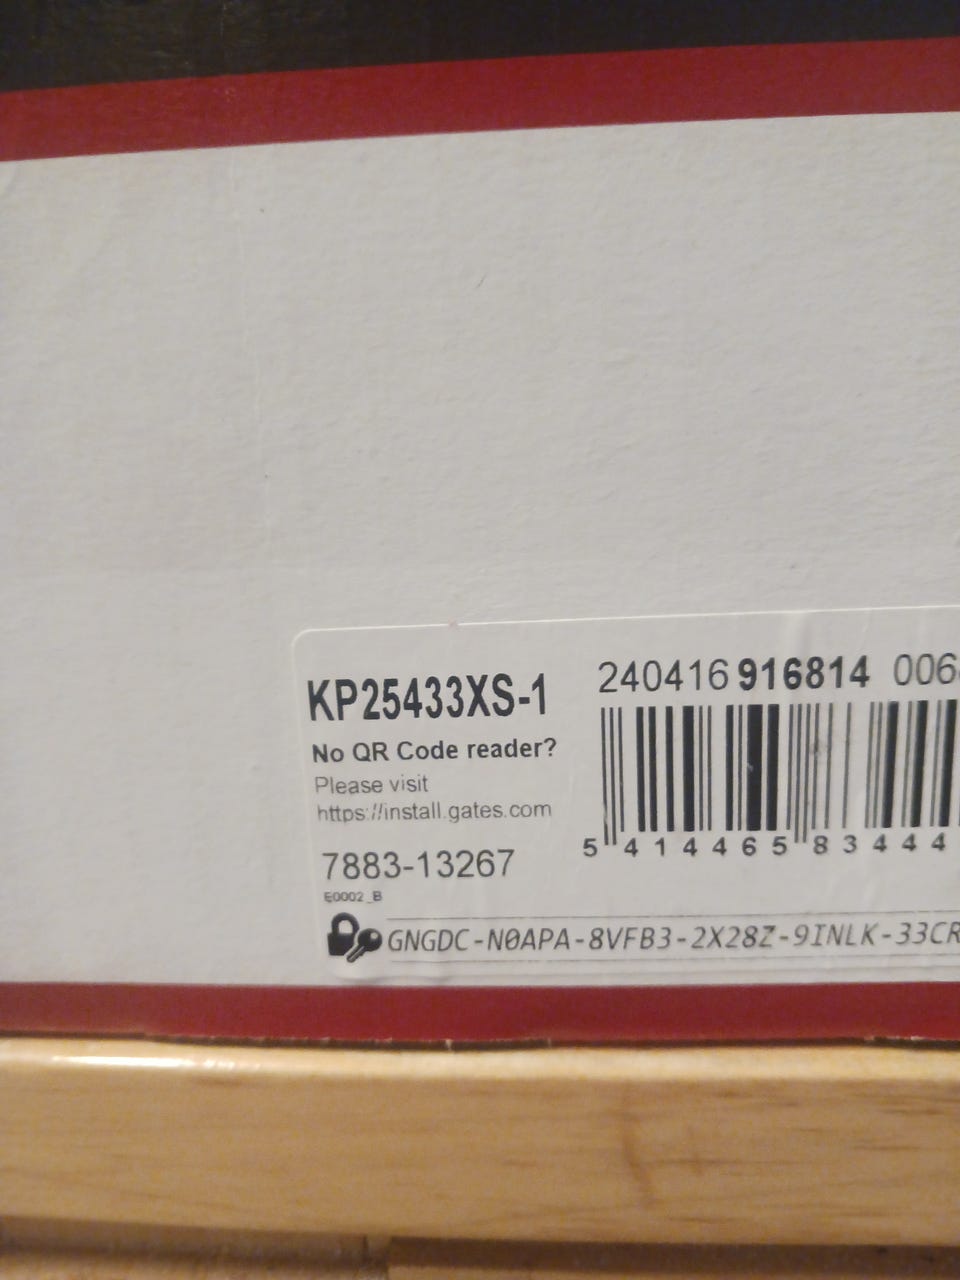 KP25433XS-1
240416 916814 006
No QR Code reader?
Please visit
https://install.gates.com
5 414465 83444
7883-13267
E0002_B
GNGDC-N0APA-8VFB3-2X28Z-9INLK-33CR